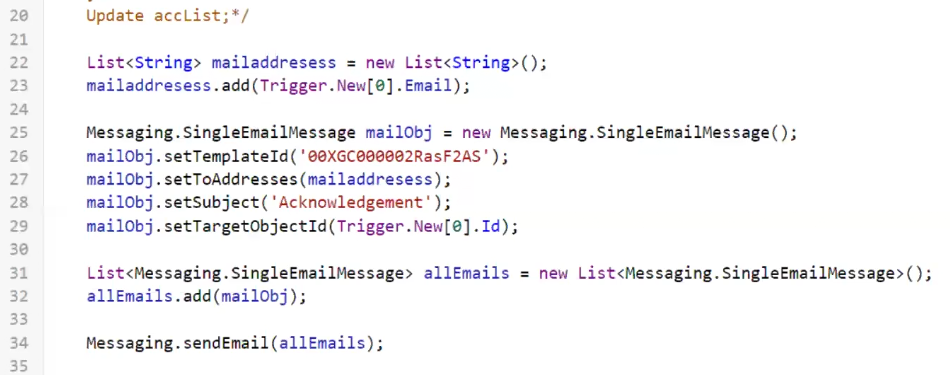 20 Update accList;*/
21
22 List<String> mailaddresess = new List<String>();
23 mailaddresess.add(Trigger.New[0].Email);
24
25 Messaging.SingleEmailMessage mailObj = new Messaging.SingleEmailMessage();
26 mailObj.setTemplateId('00XGC000002RasF2AS');
27 mailObj.setToAddresses(mailaddresess);
28 mailObj.setSubject('Acknowledgement');
29 mailObj.setTargetObjectId(Trigger.New[0].Id);
30
31 List<Messaging.SingleEmailMessage> allEmails = new List<Messaging.SingleEmailMessage>();
32 allEmails.add(mailObj);
33
34 Messaging.sendEmail(allEmails);
35